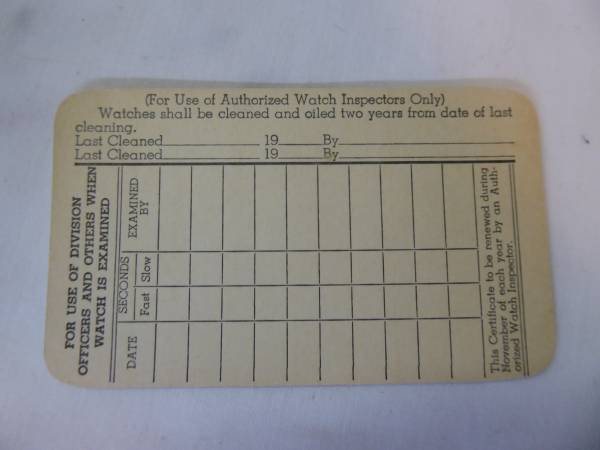 (For Use of Authorized Watch Inspectors Only)
Watches shall be cleaned and oiled two years from date of last
cleaning.
Last Cleaned 19 By
Last Cleaned 19 By
FOR USE OF DIVISION
OFFICERS AND OTHERS WHEN
WATCH IS EXAMINED
DATE
SECONDS
Fast Slow
EXAMINED
BY
This Certificate to be renewed during
November of each year by an Auth-
orized Watch Inspector.